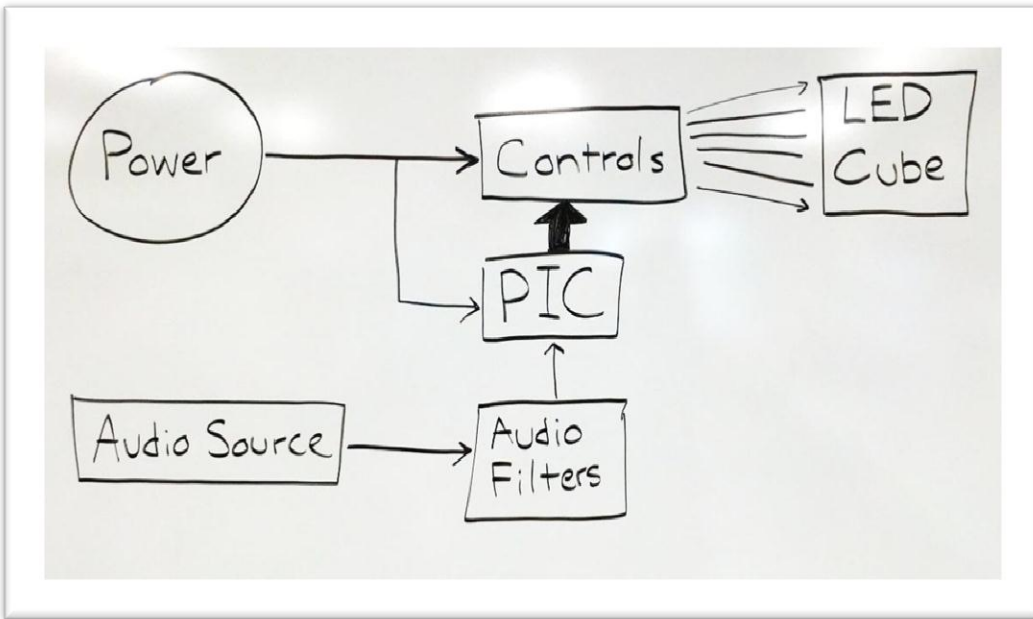 Power
Controls
LED
Cube
PIC
Audio Source
Audio
Filters